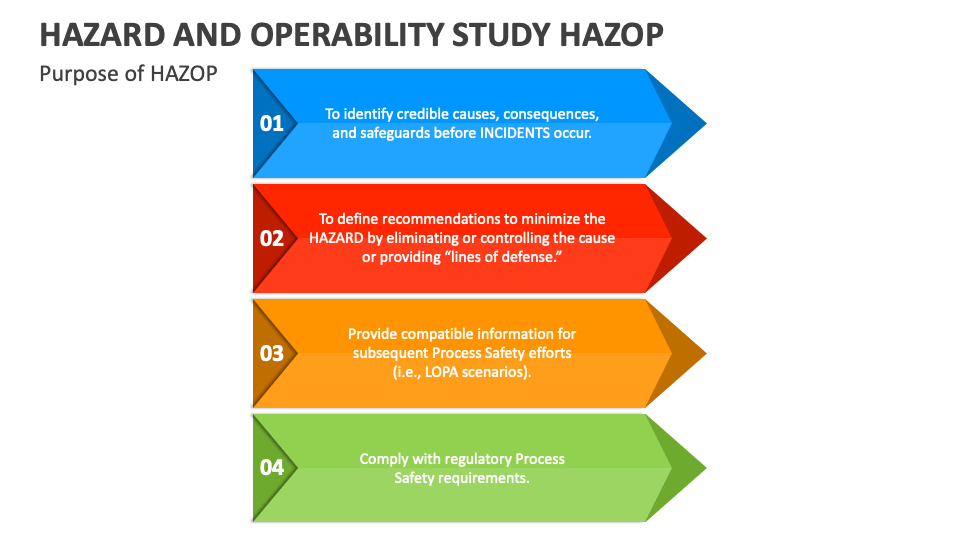 HAZARD AND OPERABILITY STUDY HAZOP
Purpose of HAZOP
01
To identify credible causes, consequences,
and safeguards before INCIDENTS occur.
02
To define recommendations to minimize the
HAZARD by eliminating or controlling the cause
or providing “lines of defense.”
03
Provide compatible information for
subsequent Process Safety efforts
(i.e., LOPA scenarios).
04
Comply with regulatory Process
Safety requirements.